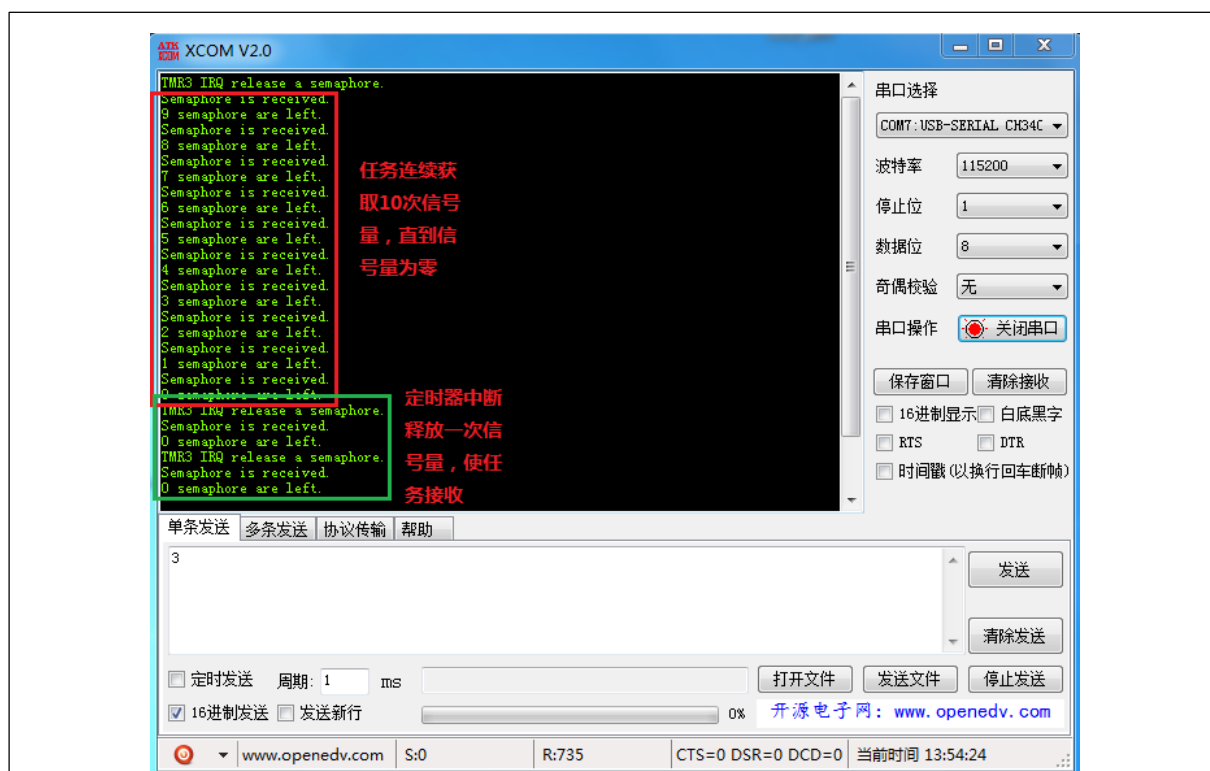 XCOM V2.0
TMR3 IRQ release a semaphore.
Semaphore is received.
9 semaphore are left.
Semaphore is received.
8 semaphore are left.
Semaphore is received.
7 semaphore are left.
Semaphore is received.
6 semaphore are left.
Semaphore is received.
5 semaphore are left.
Semaphore is received.
4 semaphore are left.
Semaphore is received.
3 semaphore are left.
Semaphore is received.
2 semaphore are left.
Semaphore is received.
1 semaphore are left.
Semaphore is received.
0 semaphore are left.
TMR3 IRQ release a semaphore.
Semaphore is received.
0 semaphore are left.
TMR3 IRQ release a semaphore.
Semaphore is received.
0 semaphore are left.
任务连续获
取10次信号
量，直到信
号量为零
定时器中断
释放一次信
号量，使任
务接收
串口选择
COM7:USB-SERIAL CH34C
波特率 115200
停止位 1
数据位 8
奇偶校验 无
串口操作 关闭串口
保存窗口 清除接收
16进制显示 白底黑字
RTS DTR
时间戳(以换行回车断帧)
单条发送 多条发送 协议传输 帮助
3
发送
清除发送
定时发送 周期: 1 ms 打开文件 发送文件 停止发送
16进制发送 发送新行 0% 开源电子网: www.openedv.com
www.openedv.com S:0 R:735 CTS=0 DSR=0 DCD=0 当前时间 13:54:24